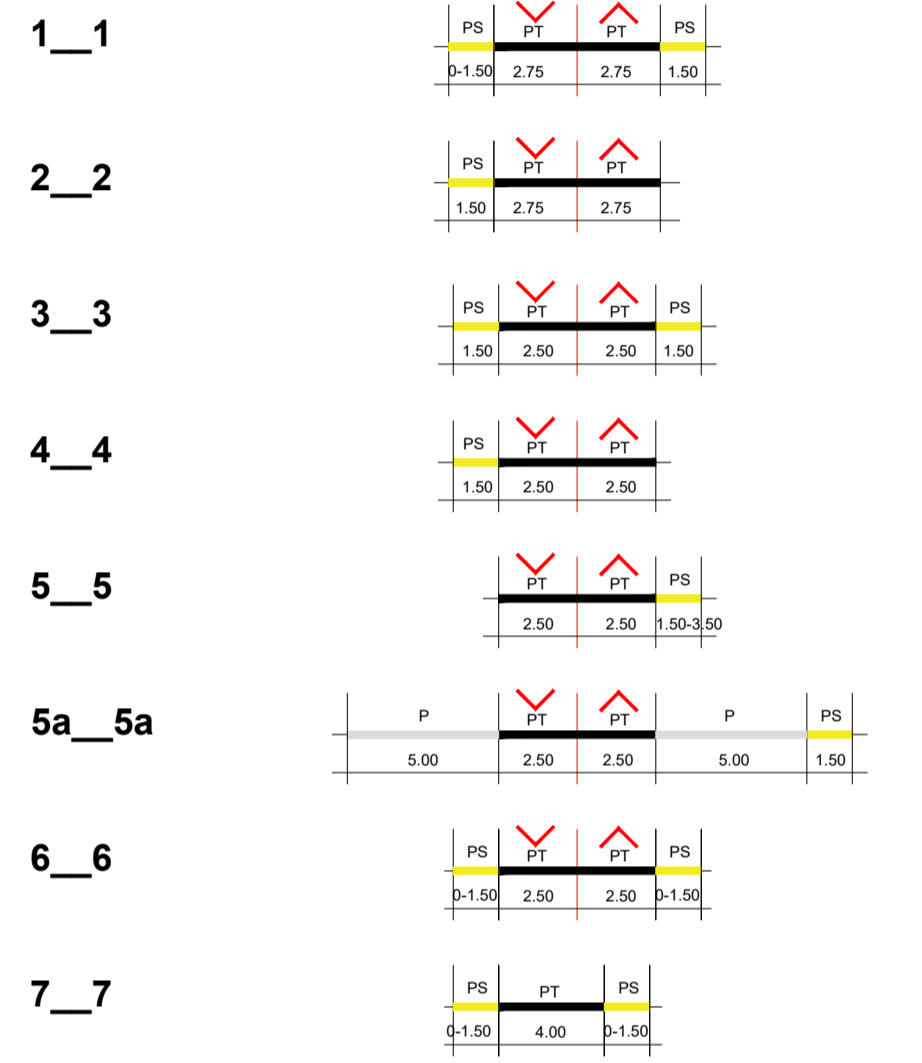 1__1
PS PT PT PS
0-1.50 2.75 2.75 1.50
2__2
PS PT PT
1.50 2.75 2.75
3__3
PS PT PT PS
1.50 2.50 2.50 1.50
4__4
PS PT PT
1.50 2.50 2.50
5__5
PT PT PS
2.50 2.50 1.50-3.50
5a__5a
P PT PT P PS
5.00 2.50 2.50 5.00 1.50
6__6
PS PT PT PS
0-1.50 2.50 2.50 0-1.50
7__7
PS PT PS
0-1.50 4.00 0-1.50